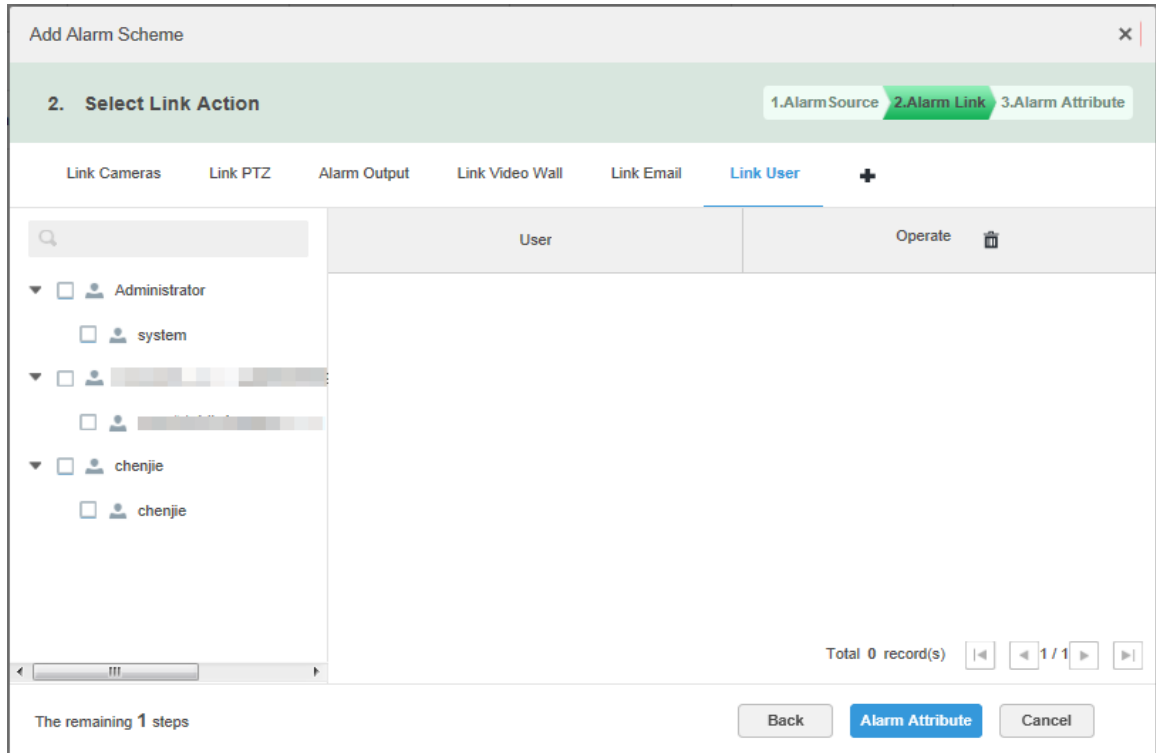 Add Alarm Scheme
2. Select Link Action
1.Alarm Source 2.Alarm Link 3.Alarm Attribute
Link Cameras Link PTZ Alarm Output Link Video Wall Link Email Link User
User Operate
Administrator
system
chenjie
chenjie
Total 0 record(s) 1 / 1
The remaining 1 steps
Back Alarm Attribute Cancel